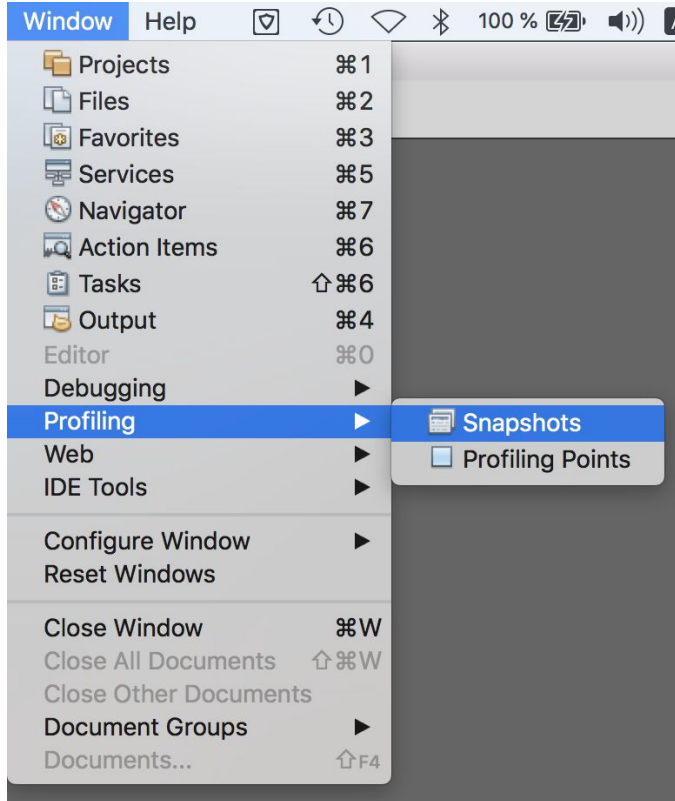 Window Help 100 %
Projects ⌘1
Files ⌘2
Favorites ⌘3
Services ⌘5
Navigator ⌘7
Action Items ⌘6
Tasks ⇧⌘6
Output ⌘4
Editor ⌘0
Debugging ▶
Profiling ▶
Snapshots
Profiling Points
Web ▶
IDE Tools ▶
Configure Window ▶
Reset Windows
Close Window ⌘W
Close All Documents ⇧⌘W
Close Other Documents
Document Groups ▶
Documents... ⇧F4